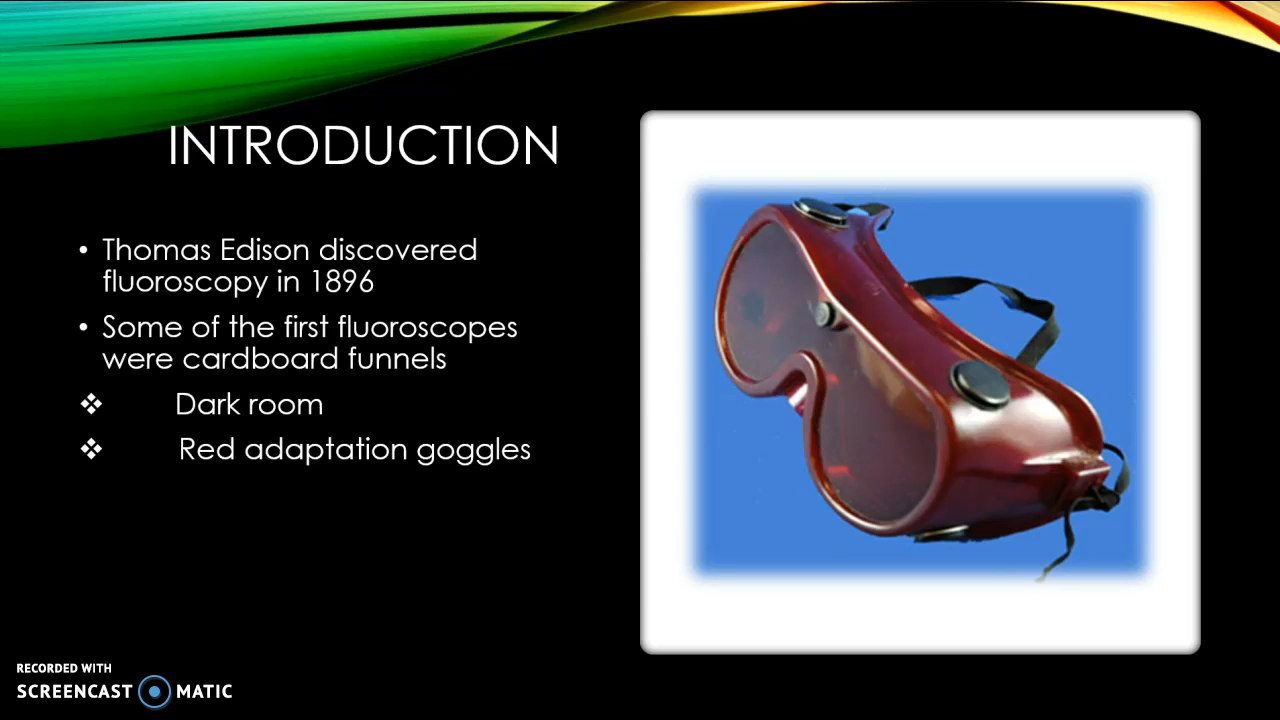 INTRODUCTION
• Thomas Edison discovered
fluoroscopy in 1896
• Some of the first fluoroscopes
were cardboard funnels
❖ Dark room
❖ Red adaptation goggles
RECORDED WITH
SCREENCAST MATIC